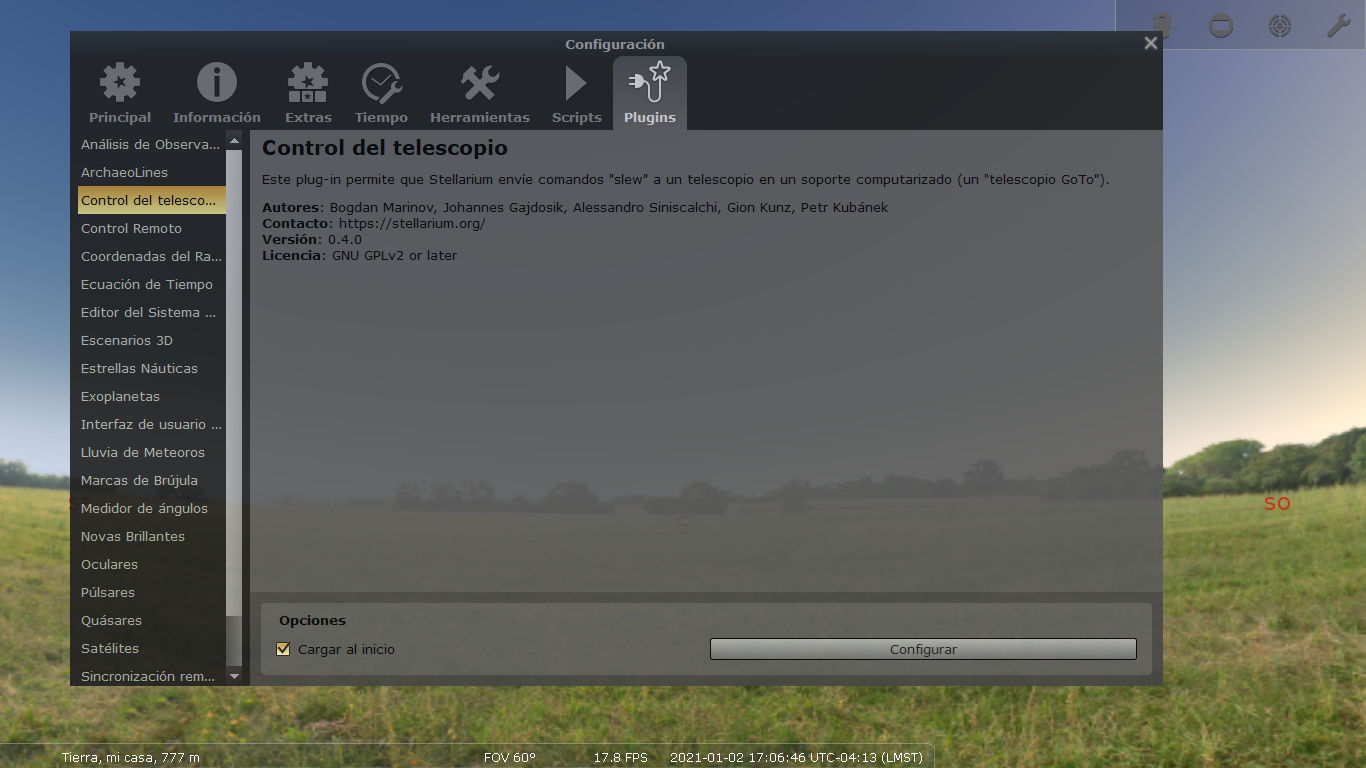 Configuración
Principal
Información
Extras
Tiempo
Herramientas
Scripts
Plugins
Análisis de Observa...
ArchaeoLines
Control del telesco...
Control Remoto
Coordenadas del Ra...
Ecuación de Tiempo
Editor del Sistema ...
Escenarios 3D
Estrellas Náuticas
Exoplanetas
Interfaz de usuario ...
Lluvia de Meteoros
Marcas de Brújula
Medidor de ángulos
Novas Brillantes
Oculares
Púlsares
Quásares
Satélites
Sincronización rem...
Control del telescopio
Este plug-in permite que Stellarium envíe comandos "slew" a un telescopio en un soporte computarizado (un "telescopio GoTo").
Autores: Bogdan Marinov, Johannes Gajdosik, Alessandro Siniscalchi, Gion Kunz, Petr Kubánek
Contacto: https://stellarium.org/
Versión: 0.4.0
Licencia: GNU GPLv2 or later
S
SO
Opciones
Cargar al inicio
Configurar
Tierra, mi casa, 777 m FOV 60° 17.8 FPS 2021-01-02 17:06:46 UTC-04:13 (LMST)